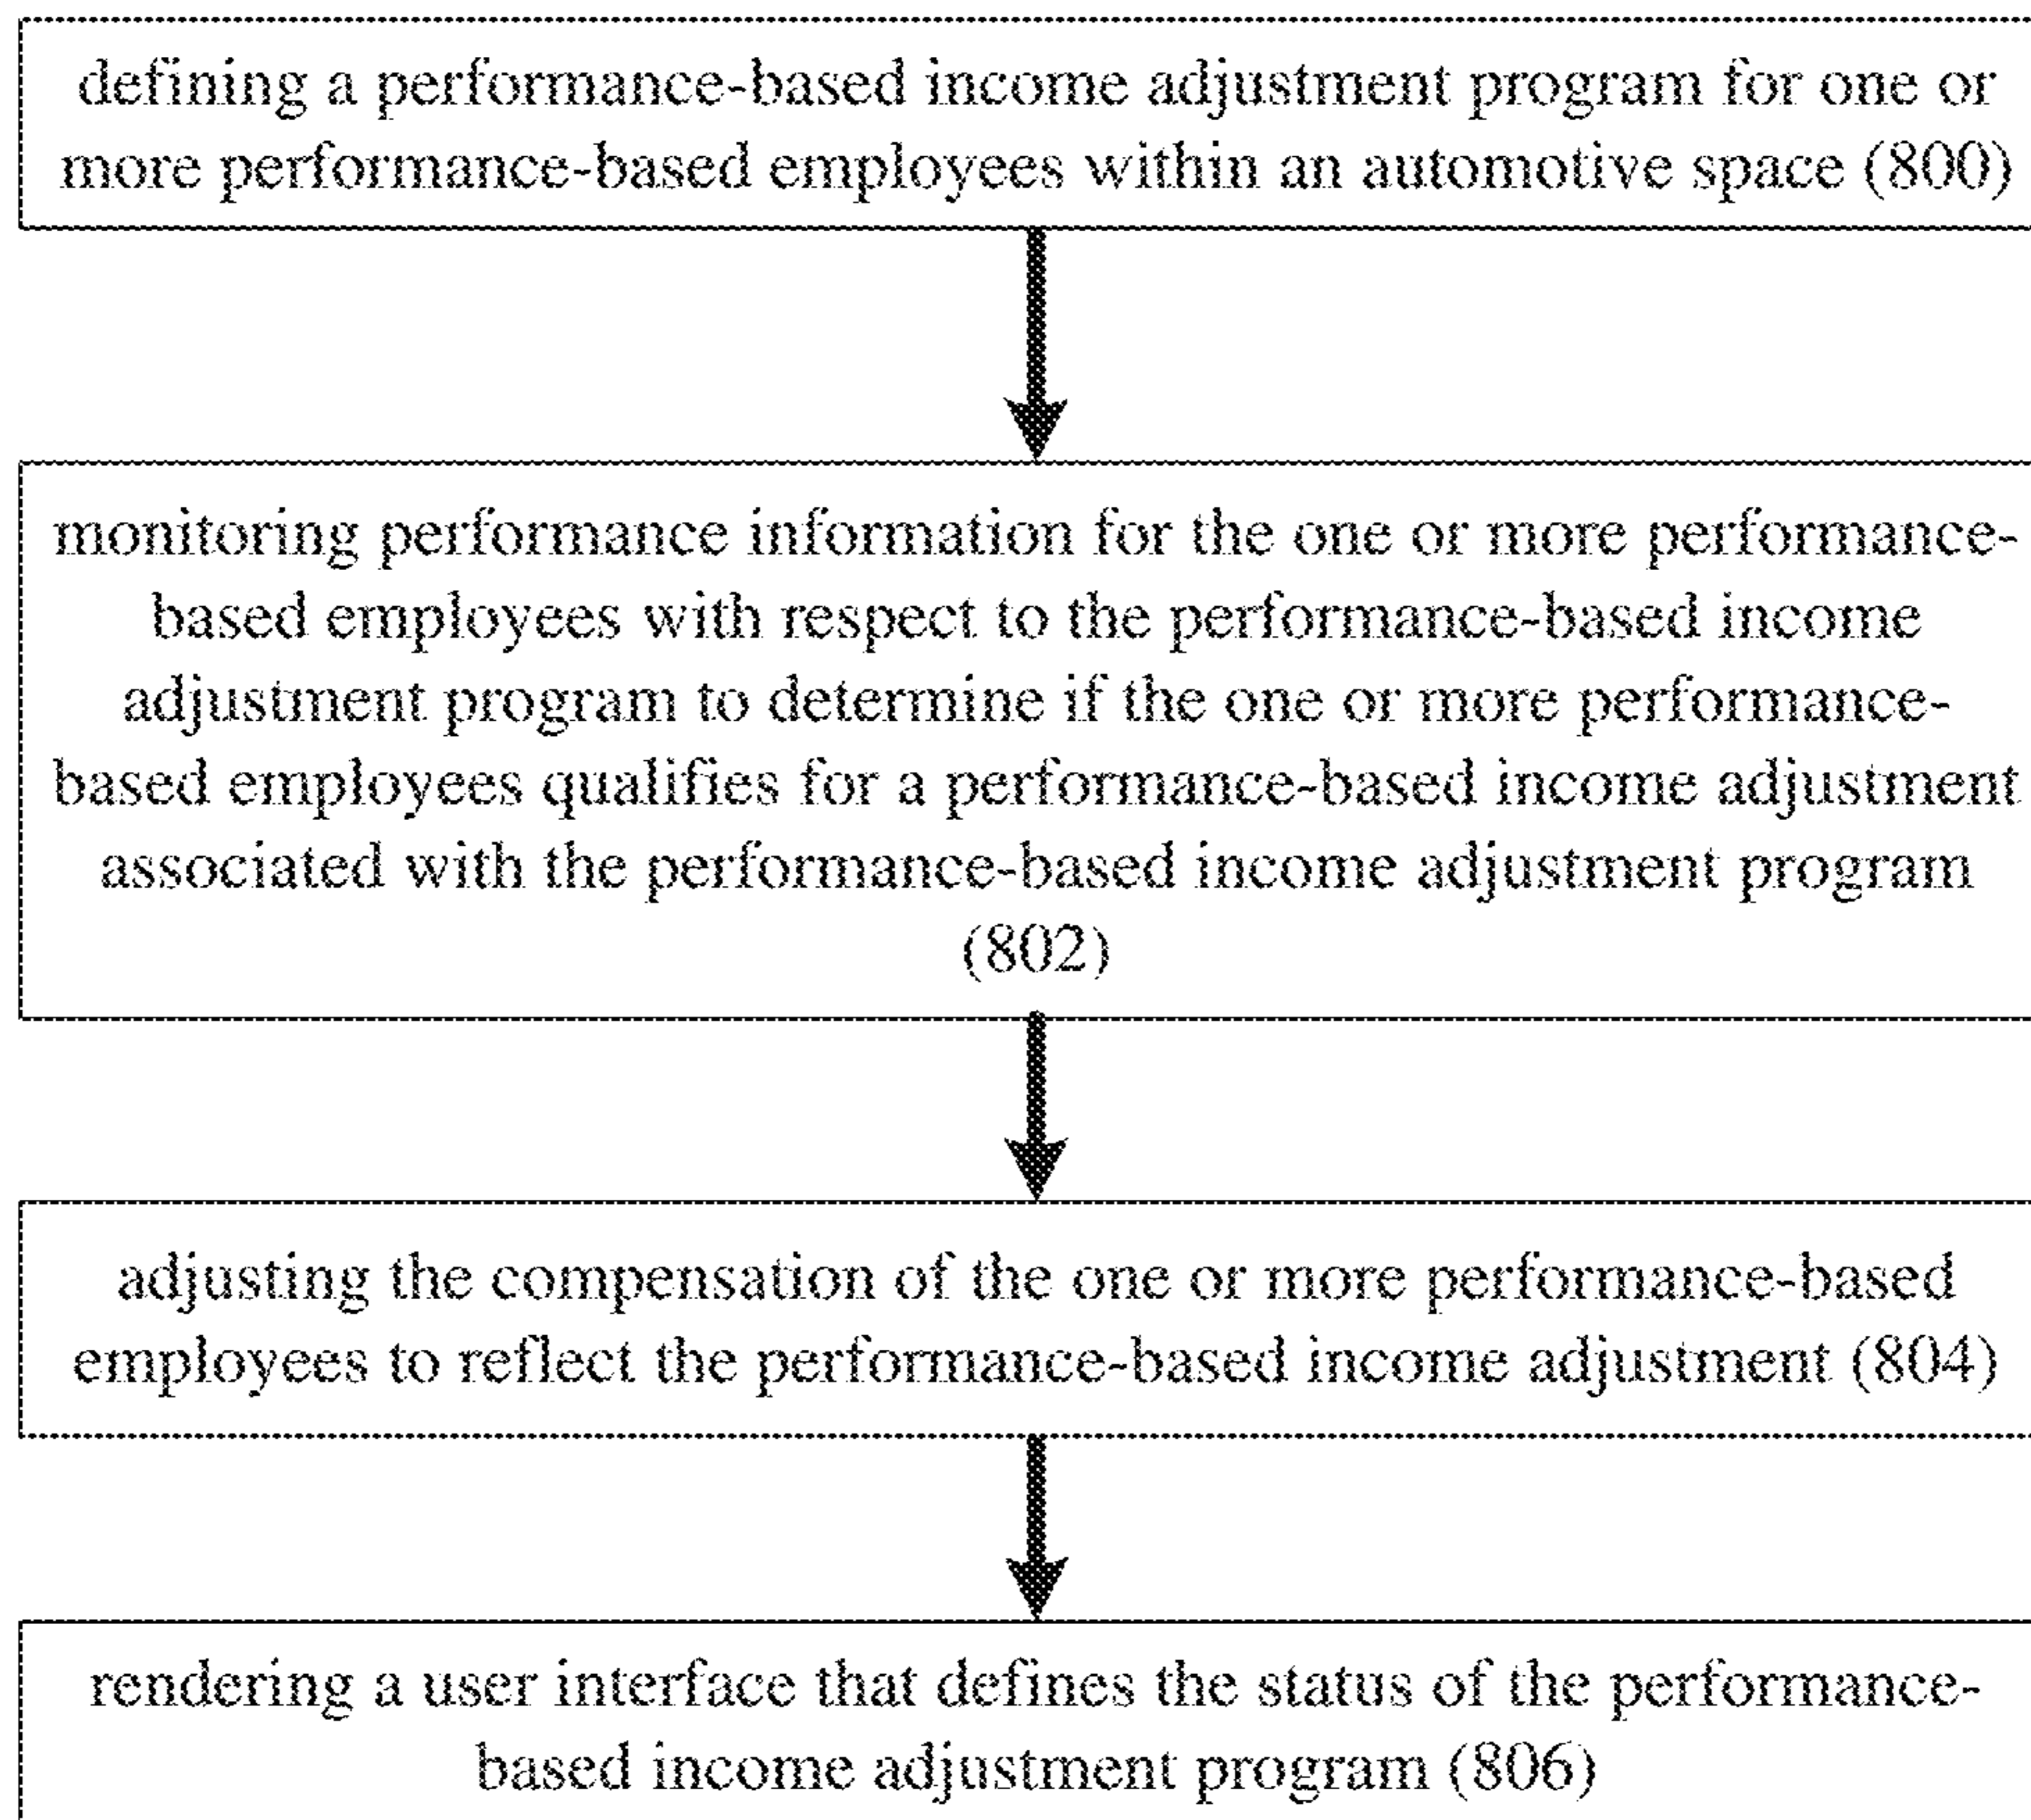 defining a performance-based income adjustment program for one or
more performance-based employees within an automotive space (800)
monitoring performance information for the one or more performance-
based employees with respect to the performance-based income
adjustment program to determine if the one or more performance-
based employees qualifies for a performance-based income adjustment
associated with the performance-based income adjustment program
(802)
adjusting the compensation of the one or more performance-based
employees to reflect the performance-based income adjustment (804)
rendering a user interface that defines the status of the performance-
based income adjustment program (806)